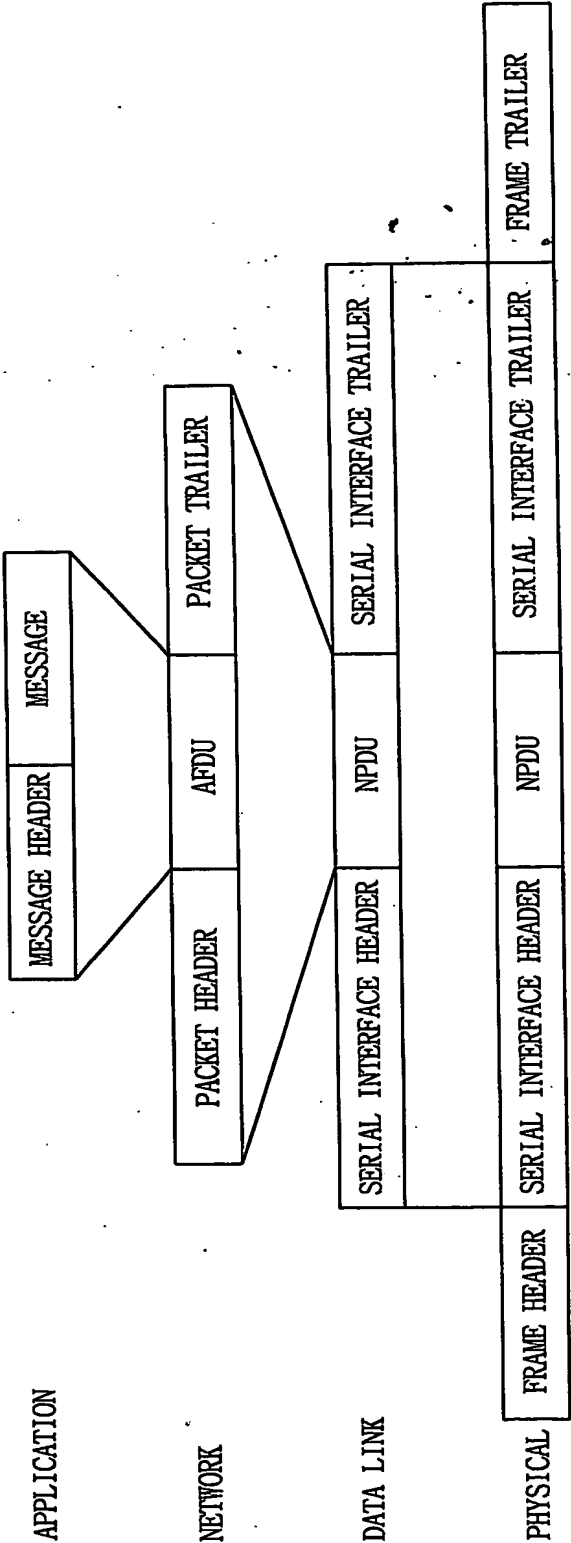 APPLICATION MESSAGE HEADER MESSAGE
NETWORK PACKET HEADER AFDU PACKET TRAILER
DATA LINK SERIAL INTERFACE HEADER NPDU SERIAL INTERFACE TRAILER
PHYSICAL FRAME HEADER SERIAL INTERFACE HEADER NPDU SERIAL INTERFACE TRAILER FRAME TRAILER